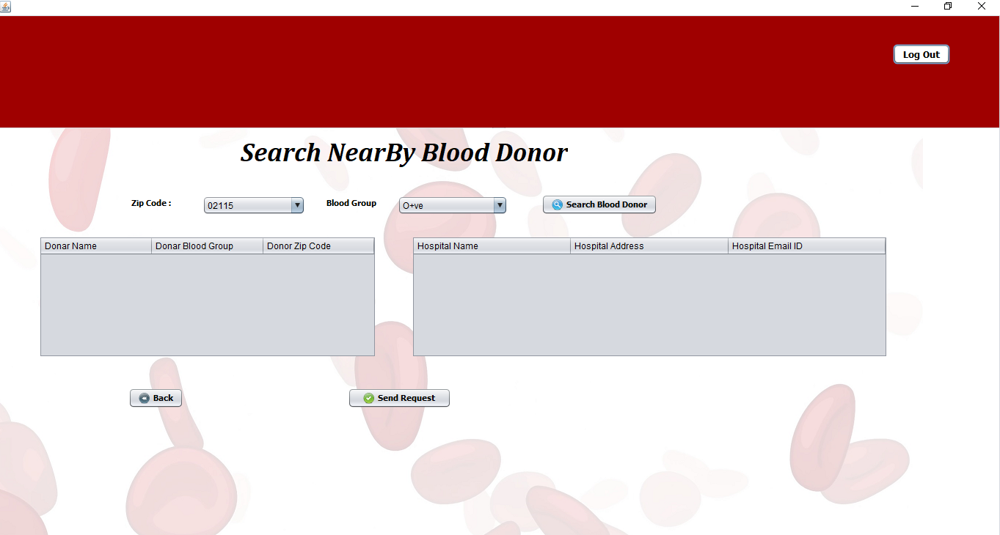 Log Out
Search NearBy Blood Donor
Zip Code : 02115 Blood Group O+ve Search Blood Donor
Donar Name Donar Blood Group Donor Zip Code Hospital Name Hospital Address Hospital Email ID
Back Send Request